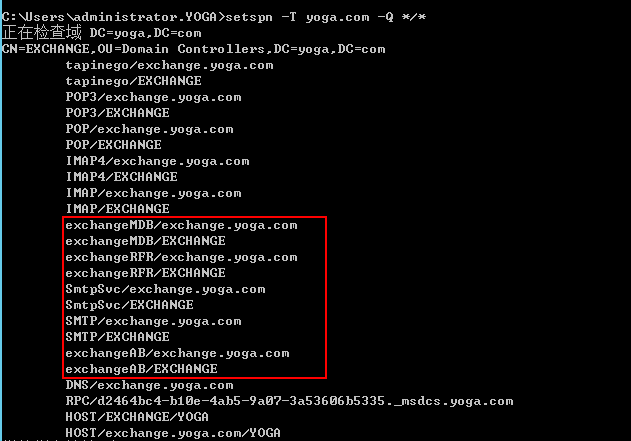 C:\Users\administrator.YOGA>setspn -T yoga.com -Q */*
正在检查域 DC=yoga,DC=com
CN=EXCHANGE,OU=Domain Controllers,DC=yoga,DC=com
tapinego/exchange.yoga.com
tapinego/EXCHANGE
POP3/exchange.yoga.com
POP3/EXCHANGE
POP/exchange.yoga.com
POP/EXCHANGE
IMAP4/exchange.yoga.com
IMAP4/EXCHANGE
IMAP/exchange.yoga.com
IMAP/EXCHANGE
exchangeMDB/exchange.yoga.com
exchangeMDB/EXCHANGE
exchangeRFR/exchange.yoga.com
exchangeRFR/EXCHANGE
SmtpSvc/exchange.yoga.com
SmtpSvc/EXCHANGE
SMTP/exchange.yoga.com
SMTP/EXCHANGE
exchangeAB/exchange.yoga.com
exchangeAB/EXCHANGE
DNS/exchange.yoga.com
RPC/d2464bc4-b10e-4ab5-9a07-3a53606b5335._msdcs.yoga.com
HOST/EXCHANGE/YOGA
HOST/exchange.yoga.com/YOGA